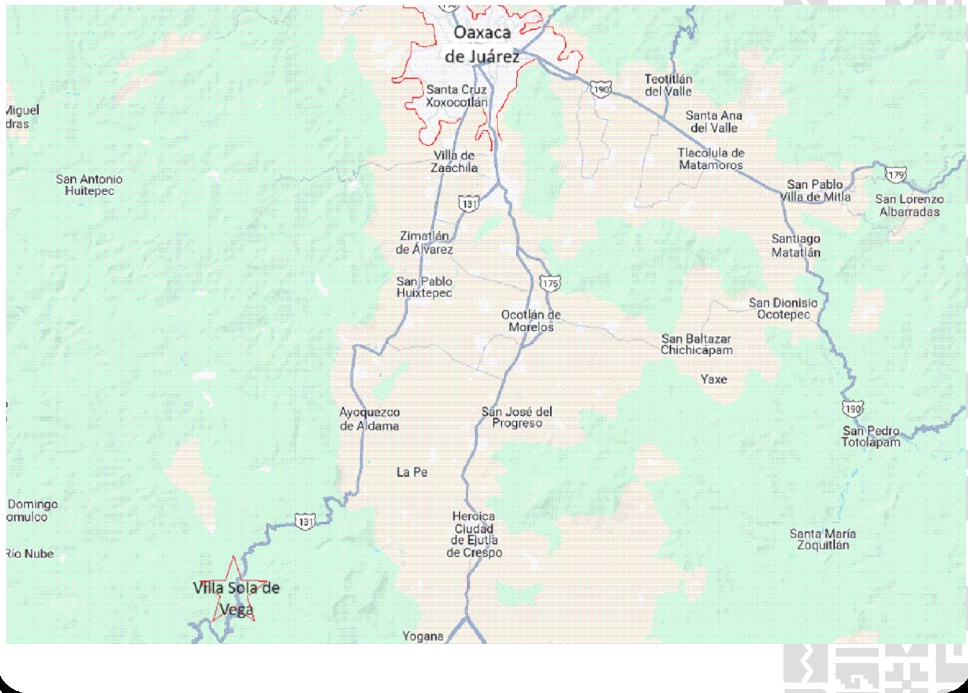 190
Oaxaca
de Juárez
190
Teotitlán
del Valle
Santa Cruz
Xoxocotlán
Miguel
dras
Santa Ana
del Valle
Villa de
Zaáchila
Tlacolula de
Matamoros
179
San Antonio
Huitepec
San Pablo
Villa de Mitla
San Lorenzo
Albarradas
131
Zimatlán
de Álvarez
Santiago
Matatlán
San Pablo
Huixtepec
175
San Dionisio
Ocotepec
Ocotlán de
Morelos
San Baltazar
Chichicápam
Yaxe
Ayoquezco
de Aldama
San José del
Progreso
190
San Pedro
Totolápam
La Pe
Domingo
omulco
131
Heroica
Ciudad
de Ejutla
de Crespo
Santa María
Zoquitlán
Río Nube
Villa Sola de
Vega
Yogana